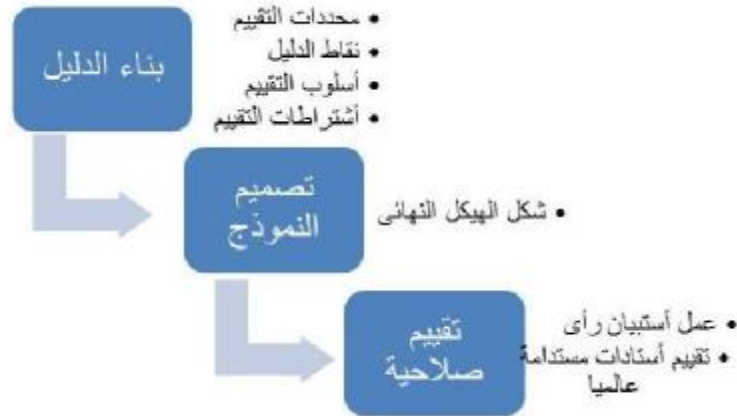 بناء الدليل
• محددات التقييم
• نقاط الدليل
• أسلوب التقييم
• أشتراطات التقييم
تصميم
النموذج
• شكل الهيكل النهائى
تقييم
صلاحية
• عمل أستبيان رأى
• تقييم أستادات مستدامة
عالميا